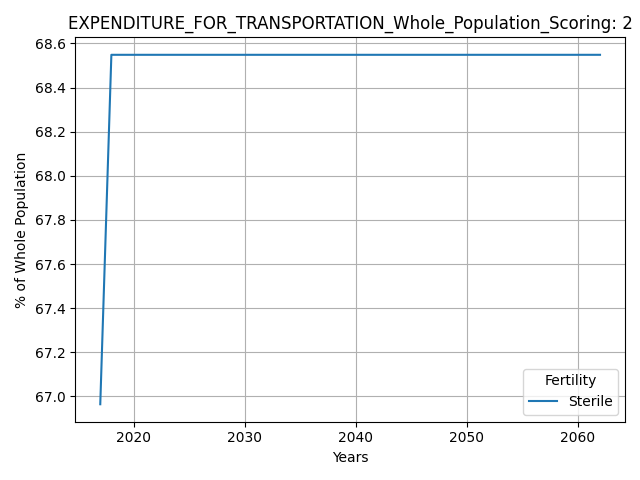 EXPENDITURE_FOR_TRANSPORTATION_Whole_Population_Scoring: 2
68.6
68.4
68.2
68.0
67.8
67.6
67.4
67.2
67.0
% of Whole Population
2020 2030 2040 2050 2060
Years
Fertility
Sterile